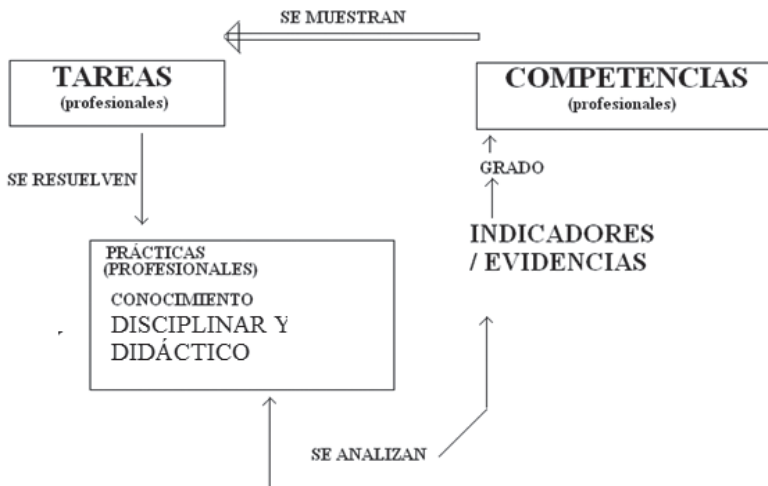 SE MUESTRAN
TAREAS
(profesionales)
COMPETENCIAS
(profesionales)
SE RESUELVEN
GRADO
INDICADORES
/ EVIDENCIAS
PRÁCTICAS
(PROFESIONALES)
CONOCIMIENTO
DISCIPLINAR Y
DIDÁCTICO
SE ANALIZAN